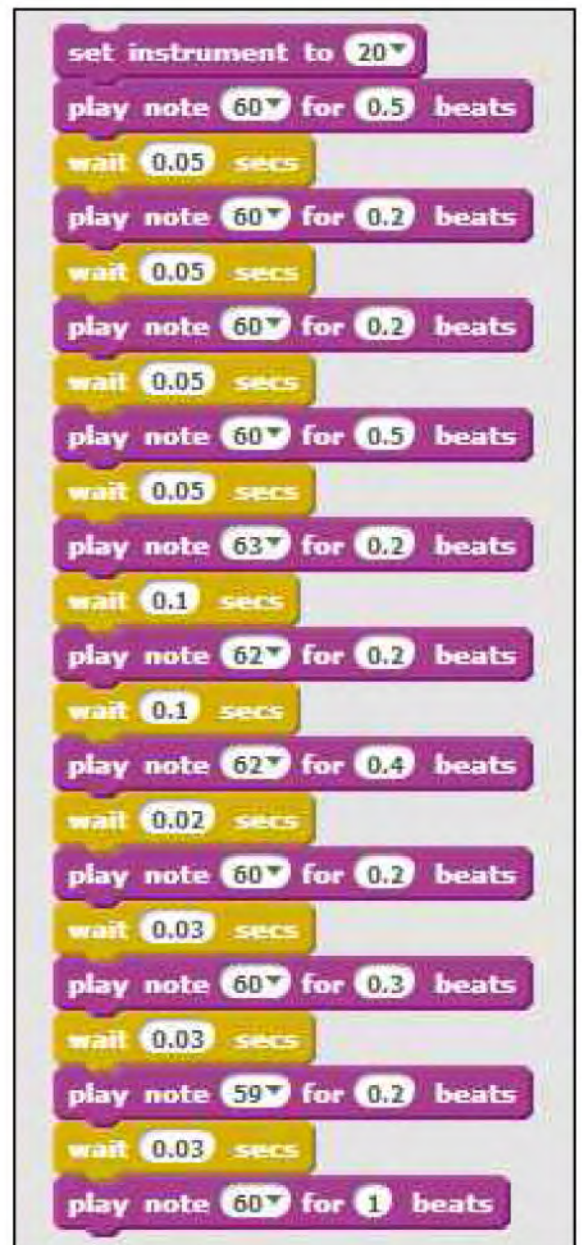 set instrument to 20
play note 60 for 0.5 beats
wait 0.05 secs
play note 60 for 0.2 beats
wait 0.05 secs
play note 60 for 0.2 beats
wait 0.05 secs
play note 60 for 0.5 beats
wait 0.05 secs
play note 63 for 0.2 beats
wait 0.1 secs
play note 62 for 0.2 beats
wait 0.1 secs
play note 62 for 0.4 beats
wait 0.02 secs
play note 60 for 0.2 beats
wait 0.03 secs
play note 60 for 0.3 beats
wait 0.03 secs
play note 59 for 0.2 beats
wait 0.03 secs
play note 60 for 1 beats